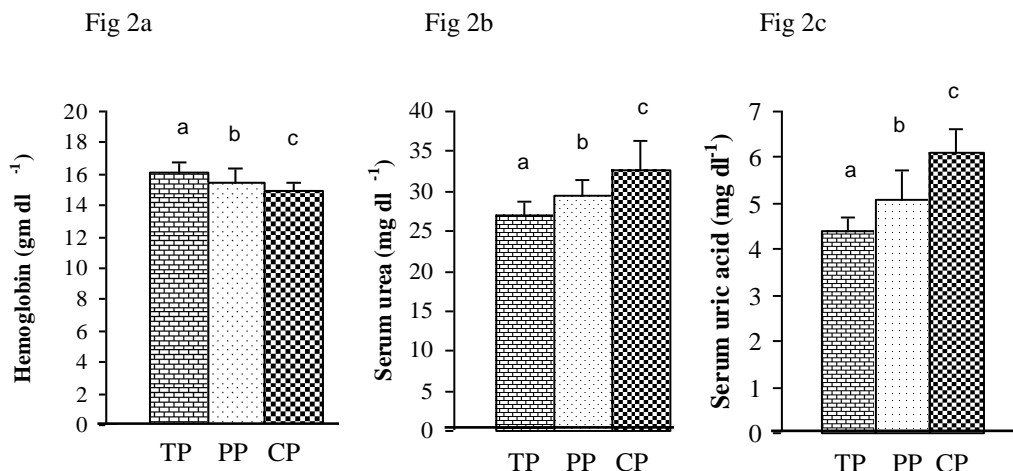 Fig 2a
Fig 2b
Fig 2c
Hemoglobin (gm dl -1)
20
18
16
14
12
10
8
6
4
2
0
a
b
c
TP PP CP
Serum urea (mg dl -1)
40
35
30
25
20
15
10
5
0
a
b
c
TP PP CP
Serum uric acid (mg dl-1)
7
6
5
4
3
2
1
0
a
b
c
TP PP CP